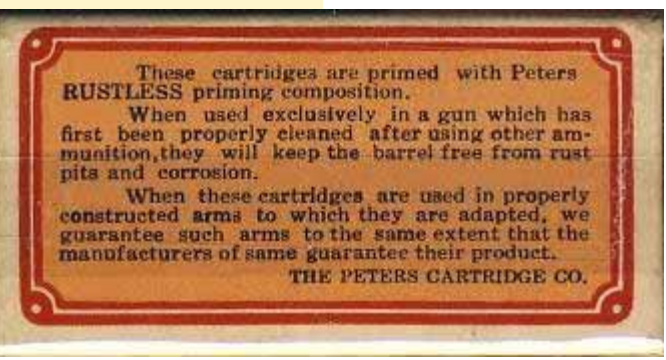 These cartridges are primed with Peters
RUSTLESS priming composition.
When used exclusively in a gun which has
first been properly cleaned after using other am-
munition, they will keep the barrel free from rust
pits and corrosion.
When these cartridges are used in properly
constructed arms to which they are adapted, we
guarantee such arms to the same extent that the
manufacturers of same guarantee their product.
THE PETERS CARTRIDGE CO.